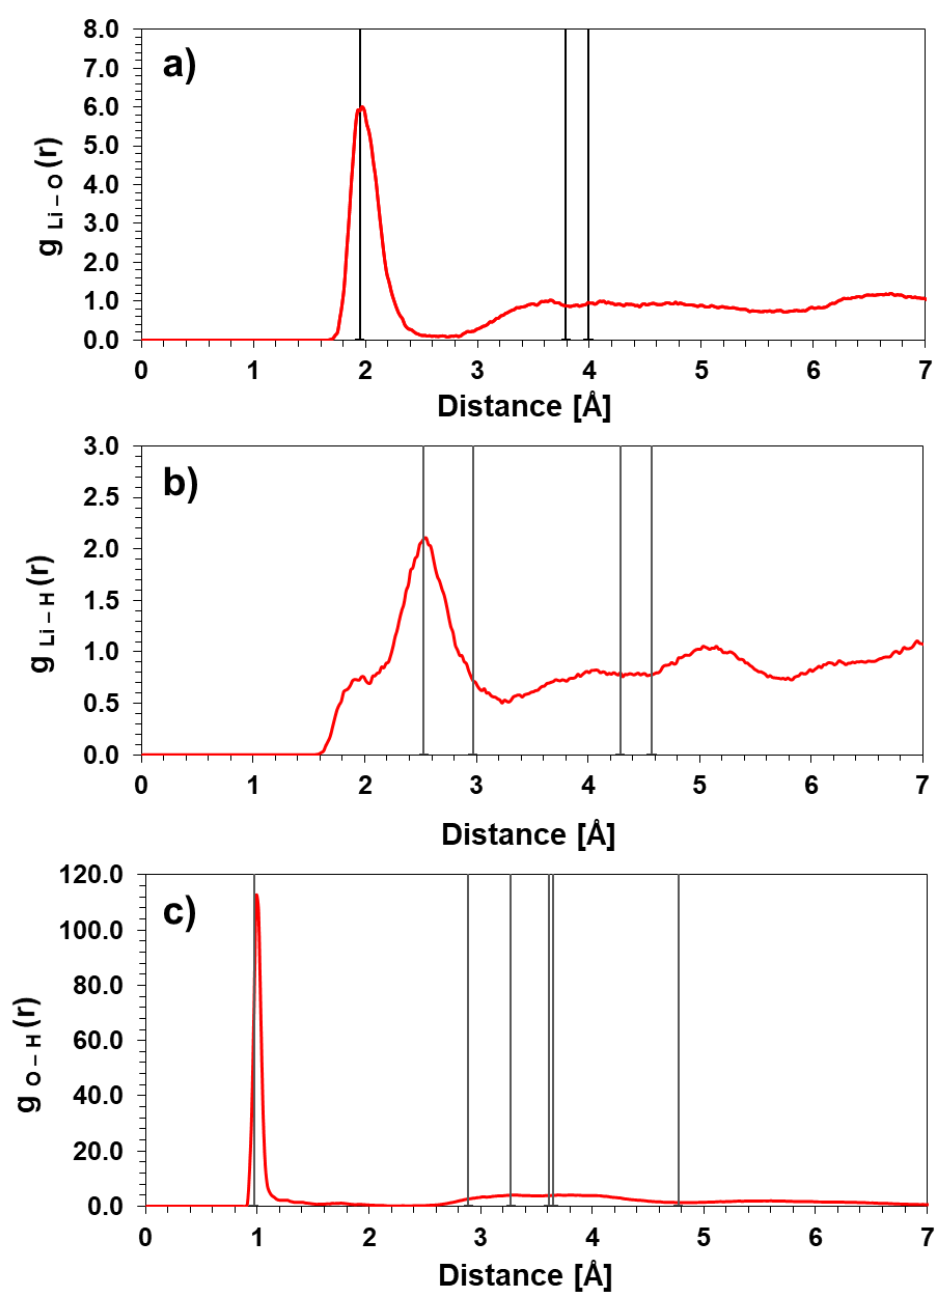 8.0
a)
7.0
6.0
5.0
4.0
3.0
2.0
1.0
0.0
g Li – O (r)
0 1 2 3 4 5 6 7
Distance [Å]
3.0
b)
2.5
2.0
1.5
1.0
0.5
0.0
g Li – H (r)
0 1 2 3 4 5 6 7
Distance [Å]
120.0
c)
100.0
80.0
60.0
40.0
20.0
0.0
g O – H (r)
0 1 2 3 4 5 6 7
Distance [Å]